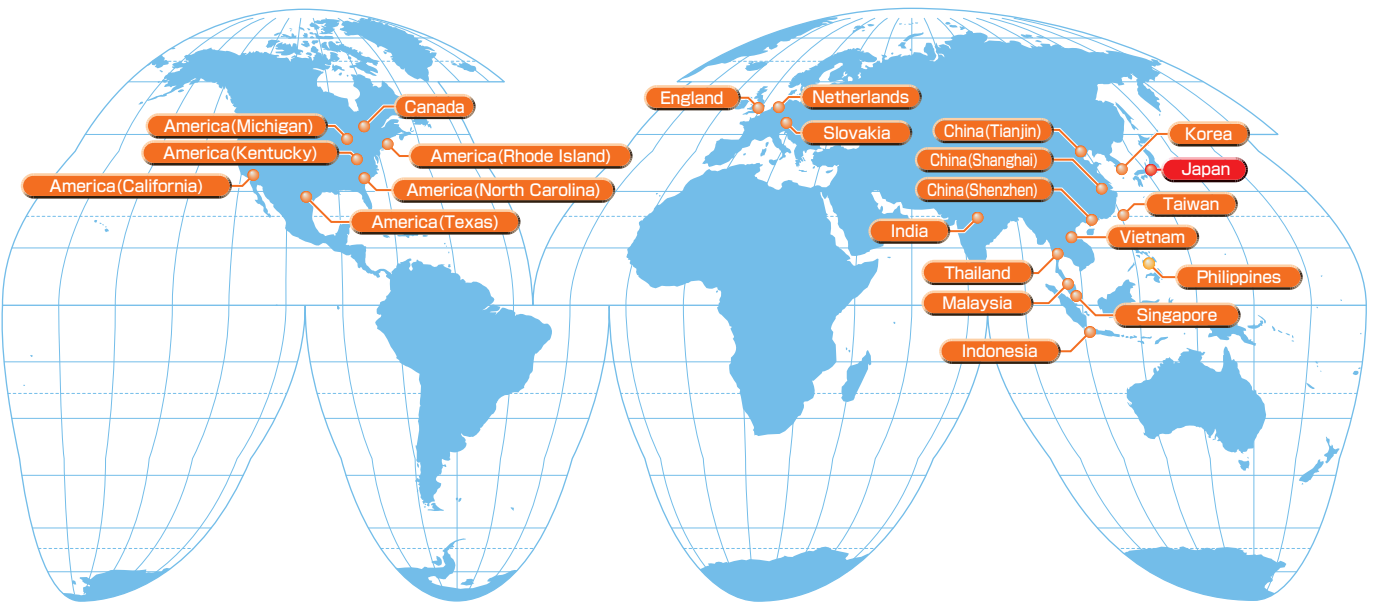 Canada
America(Michigan)
America(Kentucky)
America(Rhode Island)
America(California)
America(North Carolina)
America(Texas)
England
Netherlands
Slovakia
China(Tianjin)
Korea
China(Shanghai)
Japan
China(Shenzhen)
Taiwan
India
Vietnam
Thailand
Philippines
Malaysia
Singapore
Indonesia